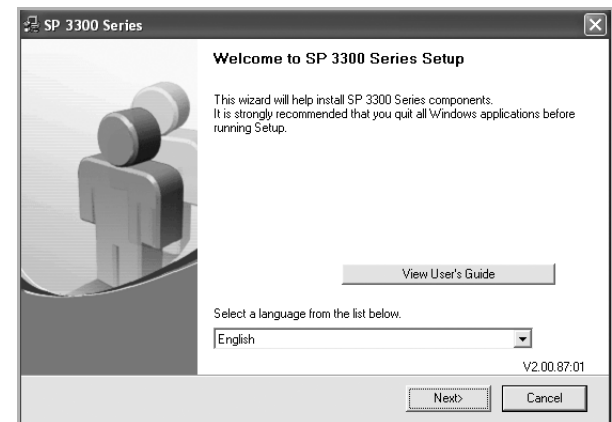 SP 3300 Series
Welcome to SP 3300 Series Setup
This wizard will help install SP 3300 Series components.
It is strongly recommended that you quit all Windows applications before
running Setup.
View User's Guide
Select a language from the list below.
English
V2.00.87:01
Next>
Cancel